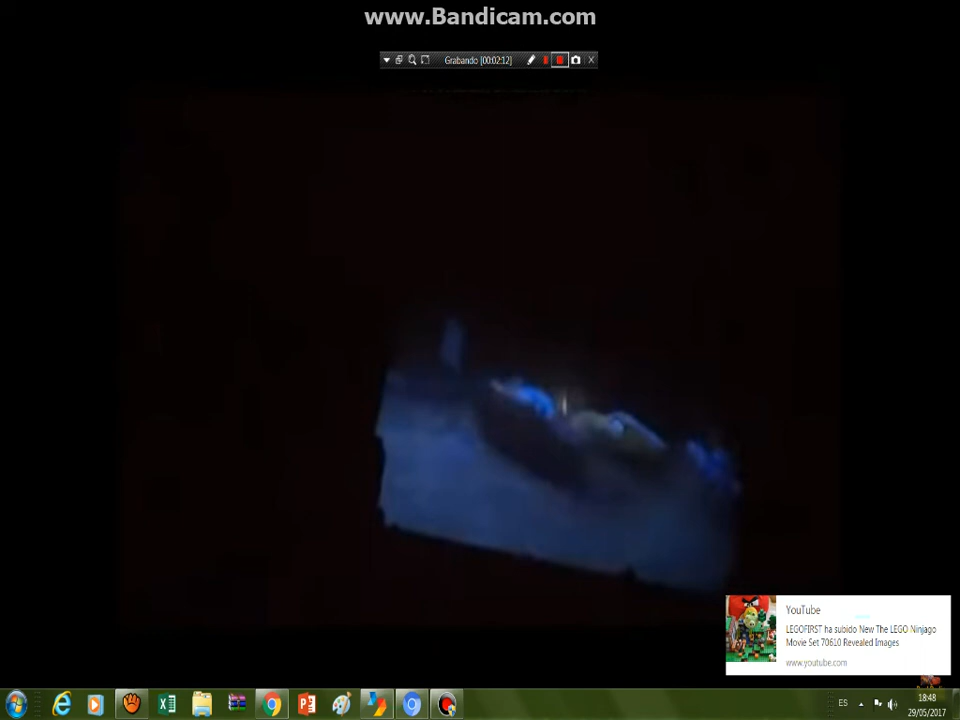 www.Bandicam.com
Grabando [00:02:12]
YouTube
LEGOFIRST ha subido New The LEGO Ninjago
Movie Set 70610 Revealed Images
www.youtube.com
ES
18:48
29/05/2017